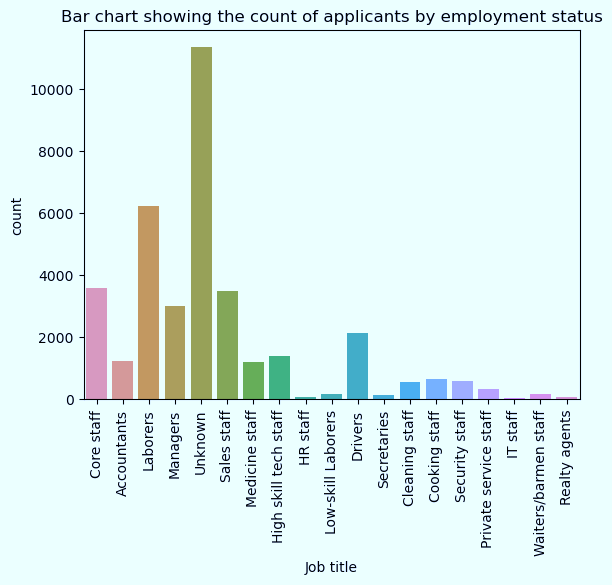 Bar chart showing the count of applicants by employment status
count
10000
8000
6000
4000
2000
0
Core staff
Accountants
Laborers
Managers
Unknown
Sales staff
Medicine staff
High skill tech staff
HR staff
Low-skill Laborers
Drivers
Secretaries
Cleaning staff
Cooking staff
Security staff
Private service staff
IT staff
Waiters/barmen staff
Realty agents
Job title